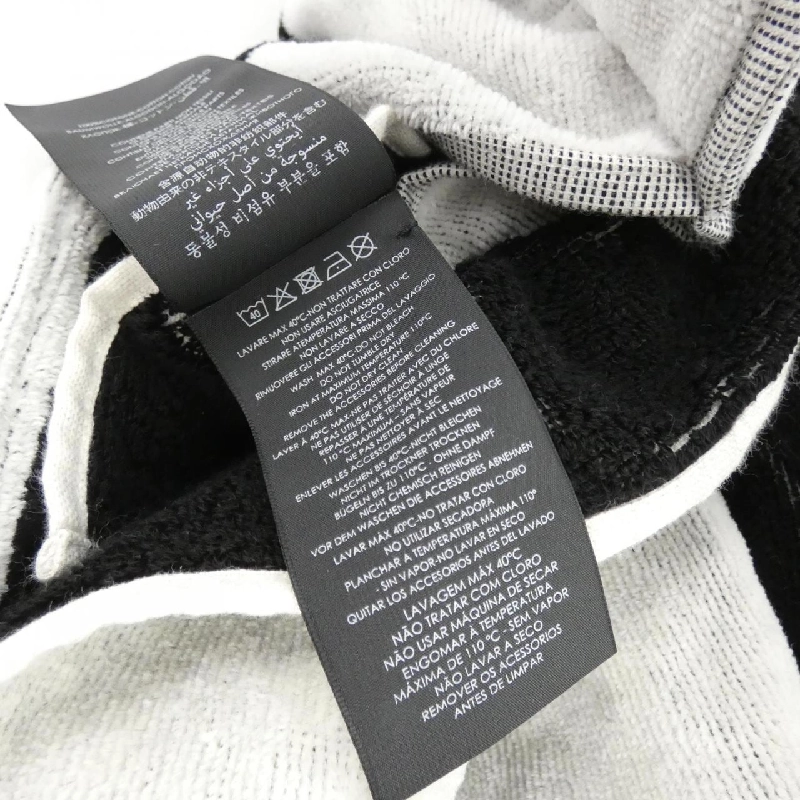 金源自動物的非紡織部件
動物由来の非テキスタイル部分を含む
يحتوي على أجزاء غير
منسوجة من أصل حيواني
동물성 비섬유 부분을 포함
40
LAVARE MAX 40°C-NON TRATTARE CON CLORO
NON USARE ASCIUGATRICE
STIRARE ATEMPERATURA MASSIMA 110 °C
NON LAVARE A SECCO
RIMUOVERE GLI ACCESSORI PRIMA DEL LAVAGGIO
WASH MAX 40°C-DO NOT BLEACH
DO NOT TUMBLE DRY
IRON AT MAXIMUM TEMPERATURE 110°C
DO NOT DRY CLEAN
REMOVE THE ACCESSORIES BEFORE CLEANING
LAVER À 40°C MAX-NE PAS TRAITER AVEC DU CHLORE
NE PAS UTILISER DE SÉCHOIR À LINGE
REPASSER À UNE TEMPÉRATURE DE
110 °C MAXIMUM - SANS VAPEUR
NE PAS NETTOYER À SEC
ENLEVER LES ACCESSOIRES AVANT LE NETTOYAGE
WASCHEN BIS 40°C-NICHT BLEICHEN
NICHT IM TROCKNER TROCKNEN
BÜGELN BIS ZU 110°C - OHNE DAMPF
NICHT CHEMISCH REINIGEN
VOR DEM WASCHEN DIE ACCESSOIRES ABNEHMEN
LAVAR MÁX 40°C-NO TRATAR CON CLORO
NO UTILIZAR SECADORA
PLANCHAR A TEMPERATURA MÁXIMA 110°
- SIN VAPOR-NO LAVAR EN SECO
QUITAR LOS ACCESORIOS ANTES DEL LAVADO
LAVAGEM MÁX 40°C
NÃO TRATAR COM CLORO
NÃO USAR MÁQUINA DE SECAR
ENGOMAR À TEMPERATURA
MÁXIMA DE 110 °C - SEM VAPOR
NÃO LAVAR A SECO
REMOVER OS ACESSÓRIOS
ANTES DE LIMPAR